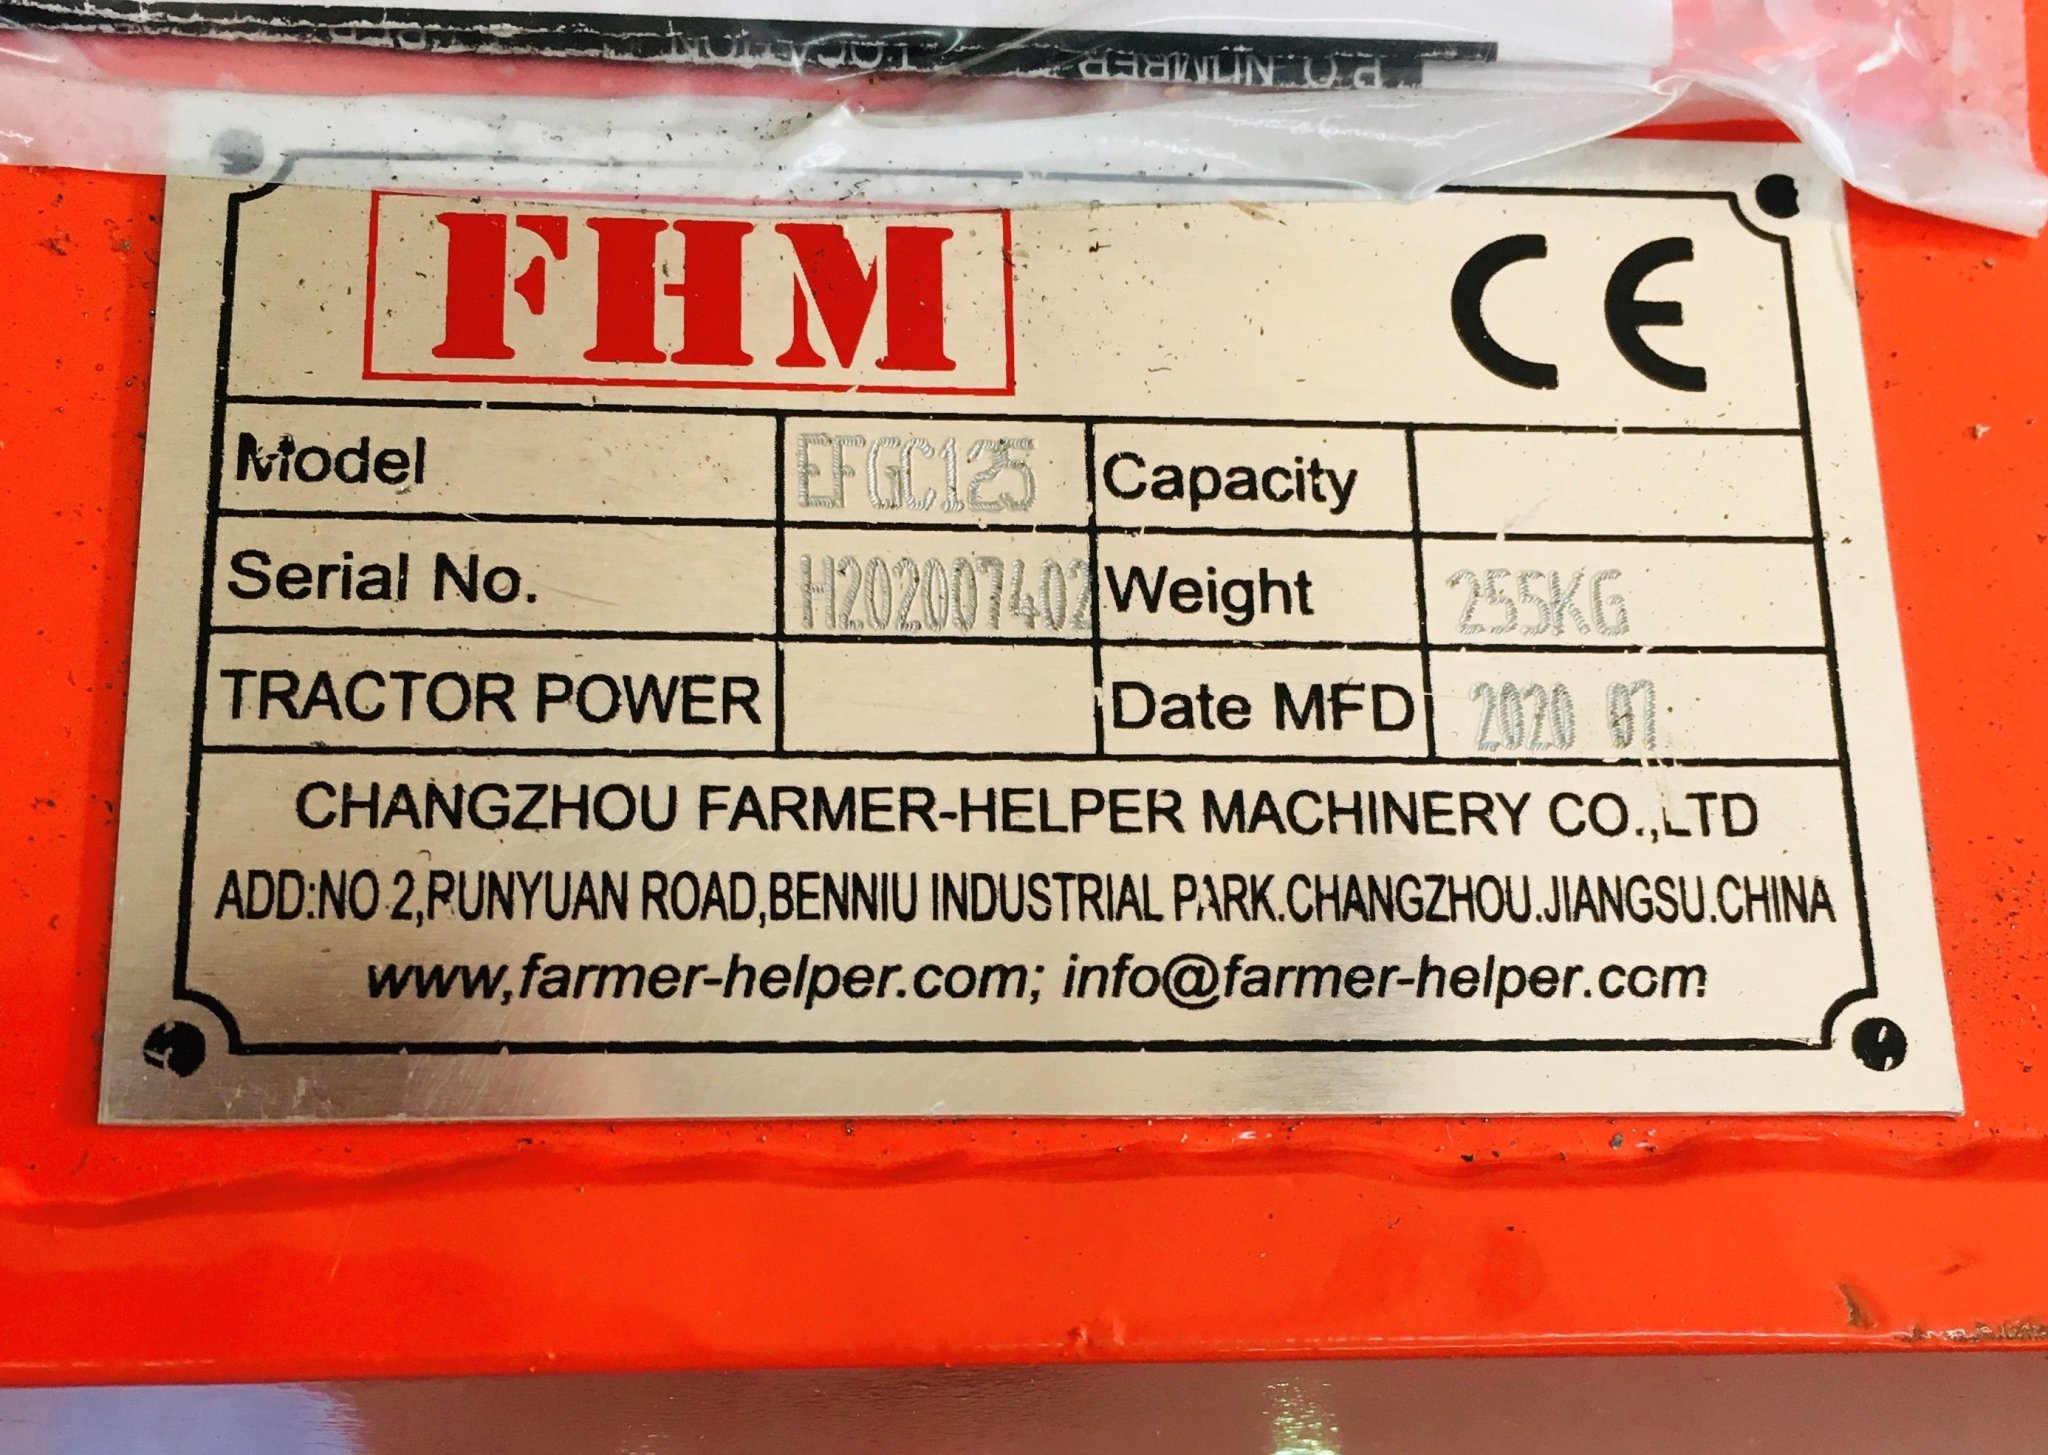 P.O. NUMBER LOCATION
FHM CE
Model EFGC125 Capacity
Serial No. H202007402 Weight 255KG
TRACTOR POWER Date MFD 2020 07
CHANGZHOU FARMER-HELPER MACHINERY CO.,LTD
ADD:NO.2,RUNYUAN ROAD,BENNIU INDUSTRIAL PARK.CHANGZHOU.JIANGSU.CHINA
www,farmer-helper.com; info@farmer-helper.com